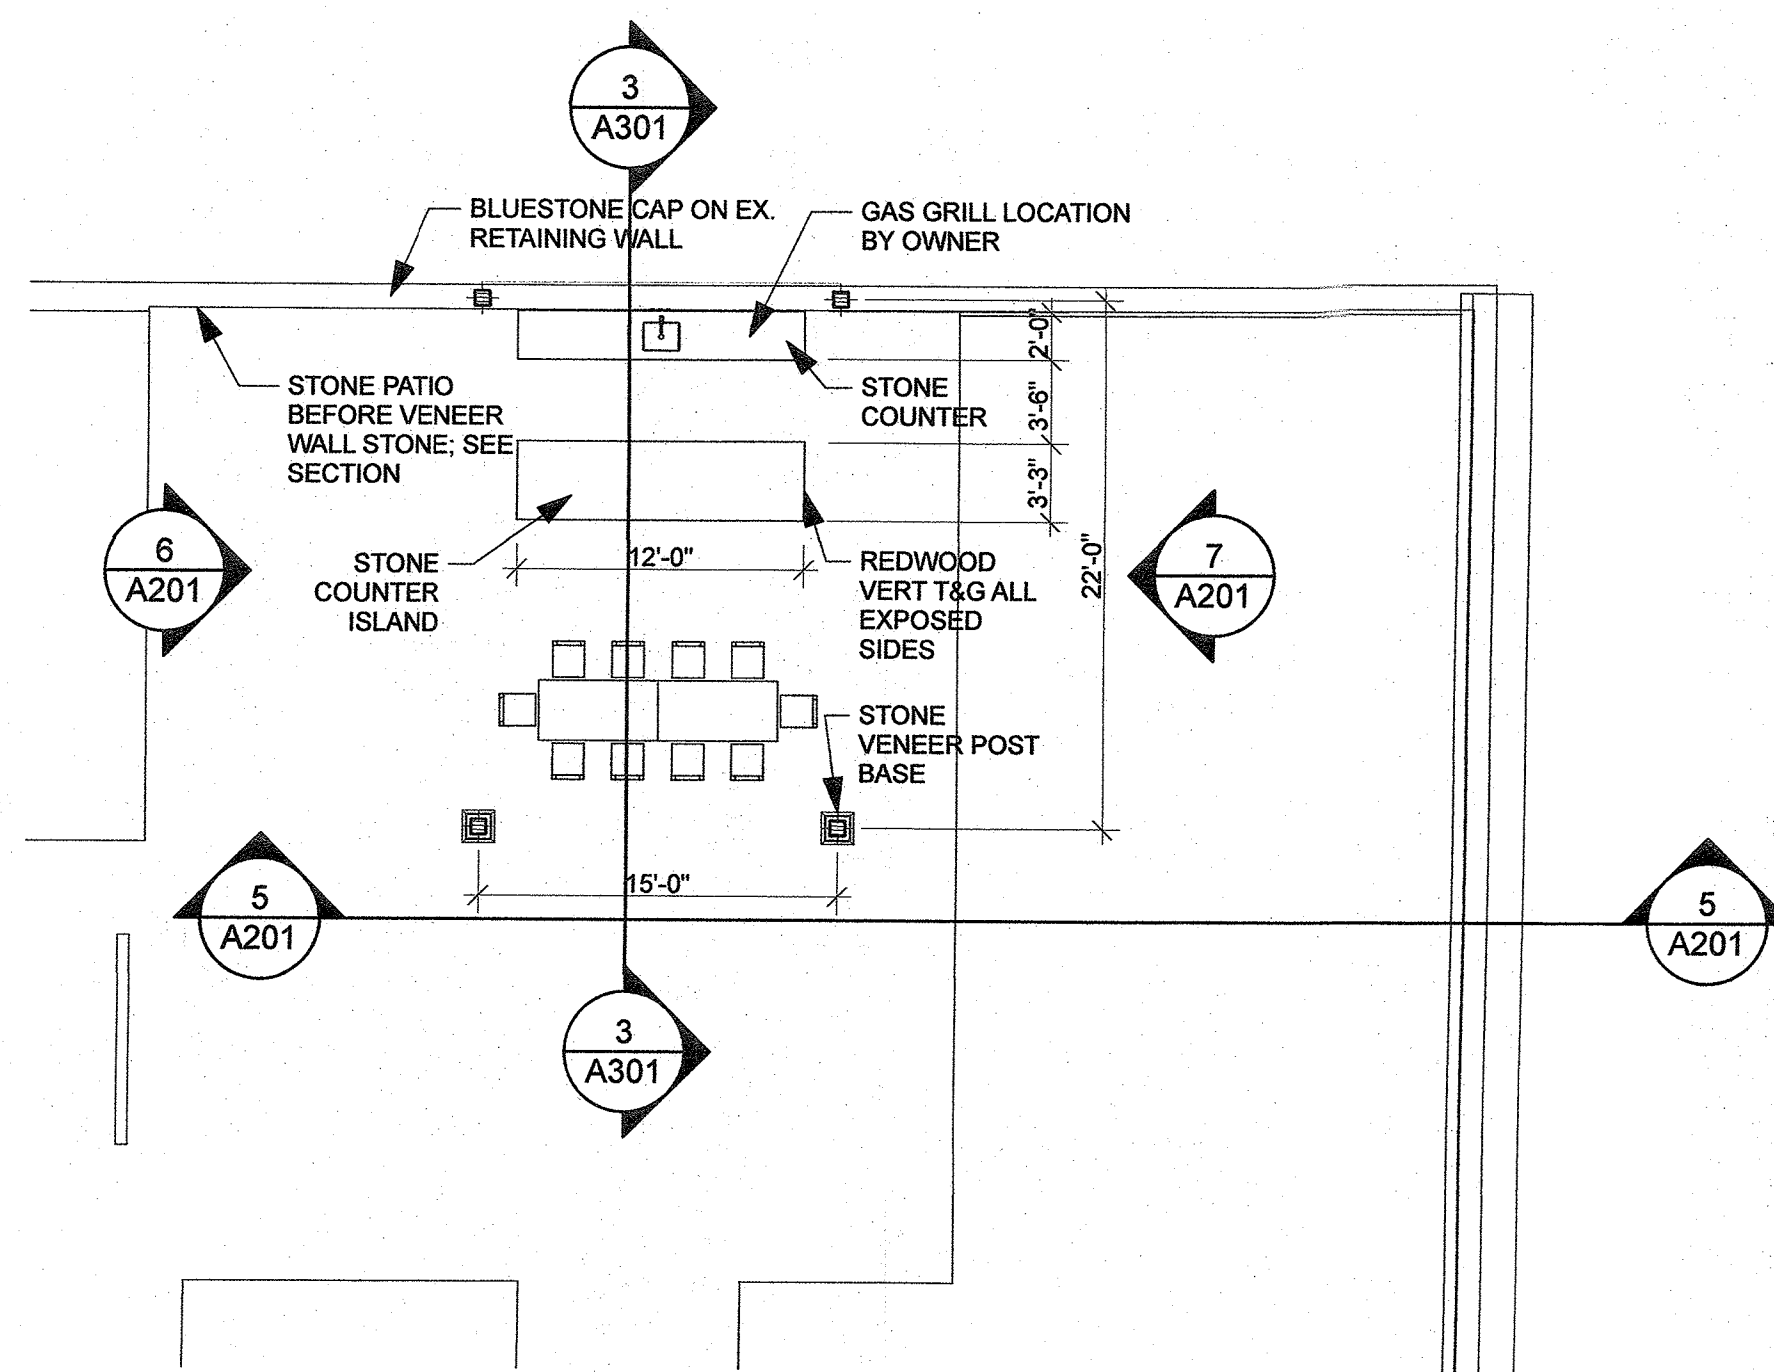 3
A301
BLUESTONE CAP ON EX.
RETAINING WALL
GAS GRILL LOCATION
BY OWNER
2'-0"
STONE PATIO
BEFORE VENEER
WALL STONE; SEE
SECTION
STONE
COUNTER
3'-6"
3'-3"
6
A201
STONE
COUNTER
ISLAND
12'-0"
REDWOOD
VERT T&G ALL
EXPOSED
SIDES
22'-0"
7
A201
STONE
VENEER POST
BASE
15'-0"
5
A201
5
A201
3
A301